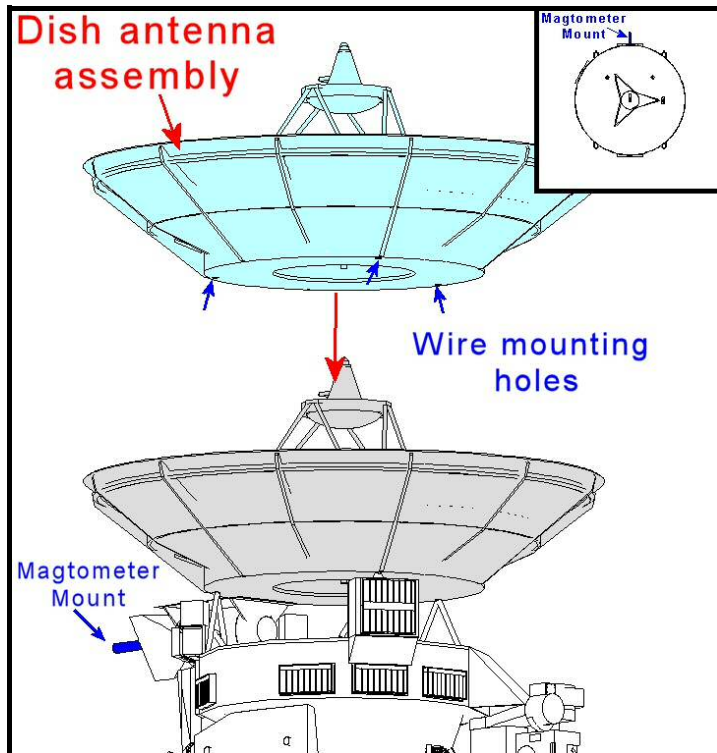 Dish antenna
assembly
Magtometer
Mount
Wire mounting
holes
Magtometer
Mount